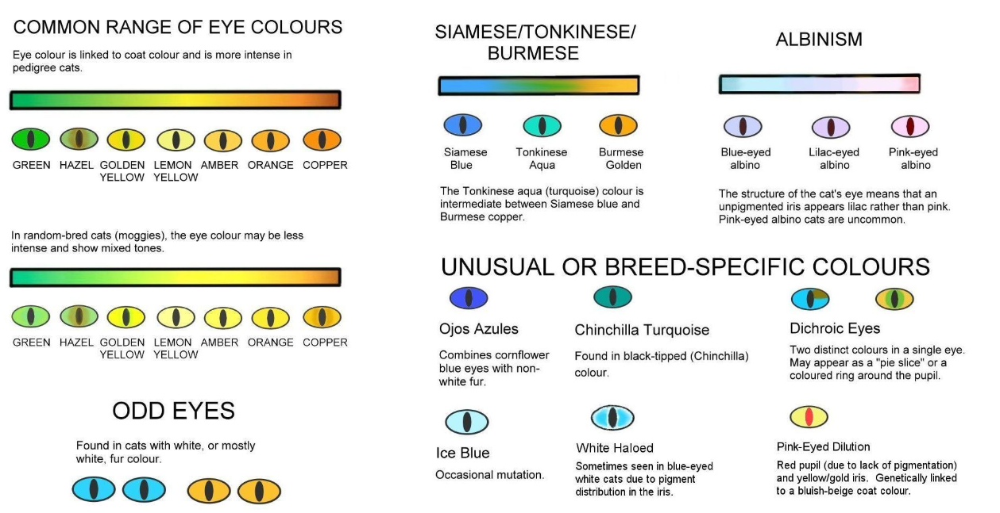 COMMON RANGE OF EYE COLOURS
Eye colour is linked to coat colour and is more intense in
pedigree cats.
GREEN HAZEL GOLDEN LEMON AMBER ORANGE COPPER
YELLOW YELLOW
In random-bred cats (moggies), the eye colour may be less
intense and show mixed tones.
GREEN HAZEL GOLDEN LEMON AMBER ORANGE COPPER
YELLOW YELLOW
ODD EYES
Found in cats with white, or mostly
white, fur colour.
SIAMESE/TONKINESE/
BURMESE
Siamese Tonkinese Burmese
Blue Aqua Golden
The Tonkinese aqua (turquoise) colour is
intermediate between Siamese blue and
Burmese copper.
ALBINISM
Blue-eyed Lilac-eyed Pink-eyed
albino albino albino
The structure of the cat's eye means that an
unpigmented iris appears lilac rather than pink.
Pink-eyed albino cats are uncommon.
UNUSUAL OR BREED-SPECIFIC COLOURS
Ojos Azules
Combines cornflower
blue eyes with non-
white fur.
Chinchilla Turquoise
Found in black-tipped (Chinchilla)
colour.
Dichroic Eyes
Two distinct colours in a single eye.
May appear as a "pie slice" or a
coloured ring around the pupil.
Ice Blue
Occasional mutation.
White Haloed
Sometimes seen in blue-eyed
white cats due to pigment
distribution in the iris.
Pink-Eyed Dilution
Red pupil (due to lack of pigmentation)
and yellow/gold iris. Genetically linked
to a bluish-beige coat colour.